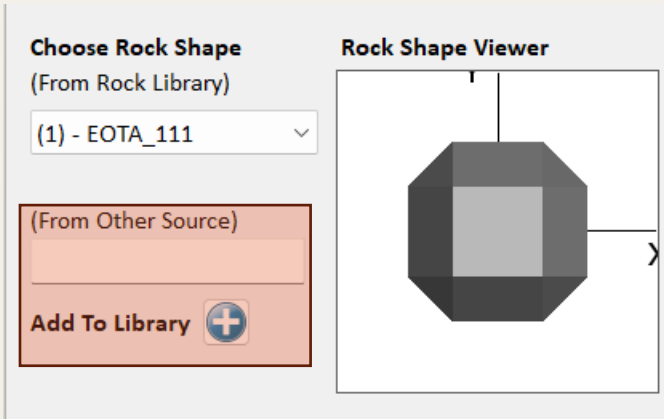 Choose Rock Shape
(From Rock Library)
(1) - EOTA_111
(From Other Source)
Add To Library
Rock Shape Viewer
Y
X